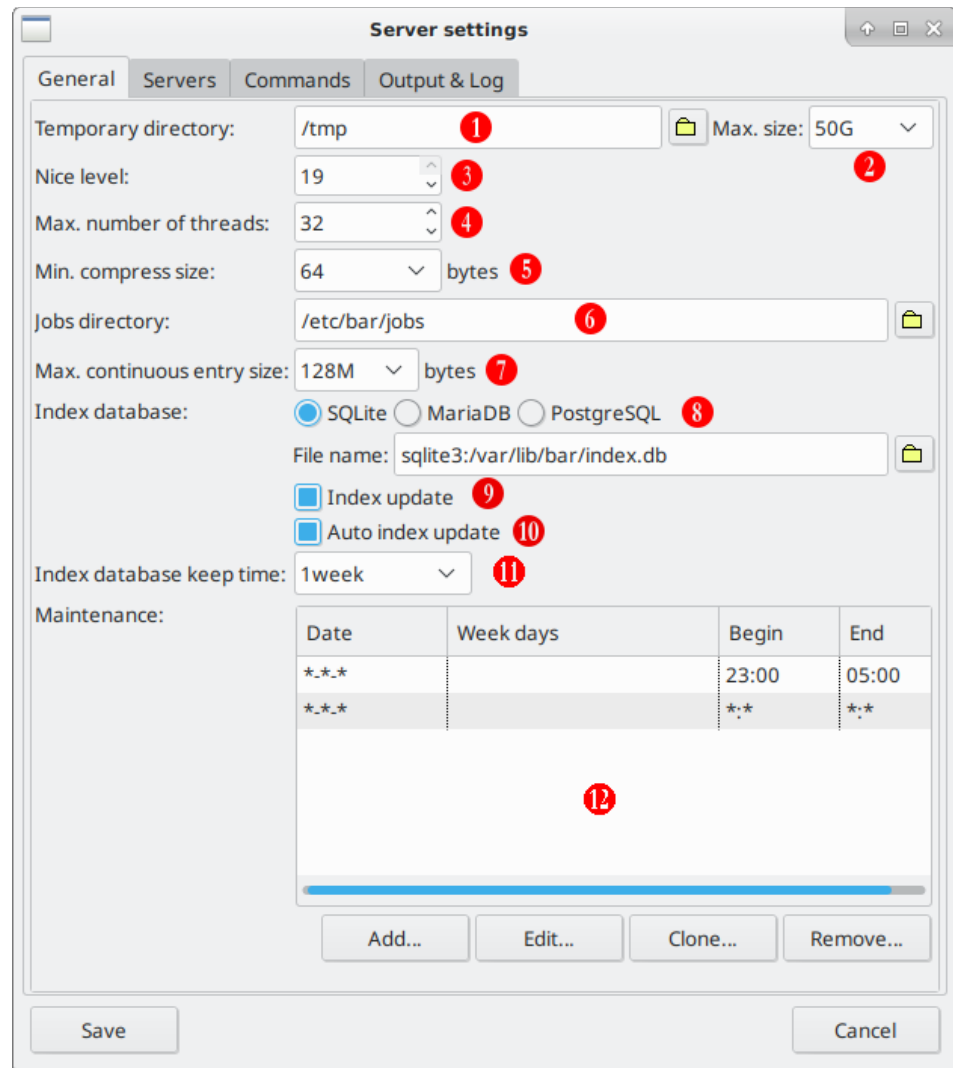 Server settings
General Servers Commands Output & Log
Temporary directory: /tmp 1 Max. size: 50G
2
Nice level: 19 3
Max. number of threads: 32 4
Min. compress size: 64 bytes 5
Jobs directory: /etc/bar/jobs 6
Max. continuous entry size: 128M bytes 7
Index database: SQLite MariaDB PostgreSQL 8
File name: sqlite3:/var/lib/bar/index.db
Index update 9
Auto index update 10
Index database keep time: 1week 11
Maintenance:
Date Week days Begin End
*-*-* 23:00 05:00
*-*-* *:* *:*
12
Add... Edit... Clone... Remove...
Save Cancel